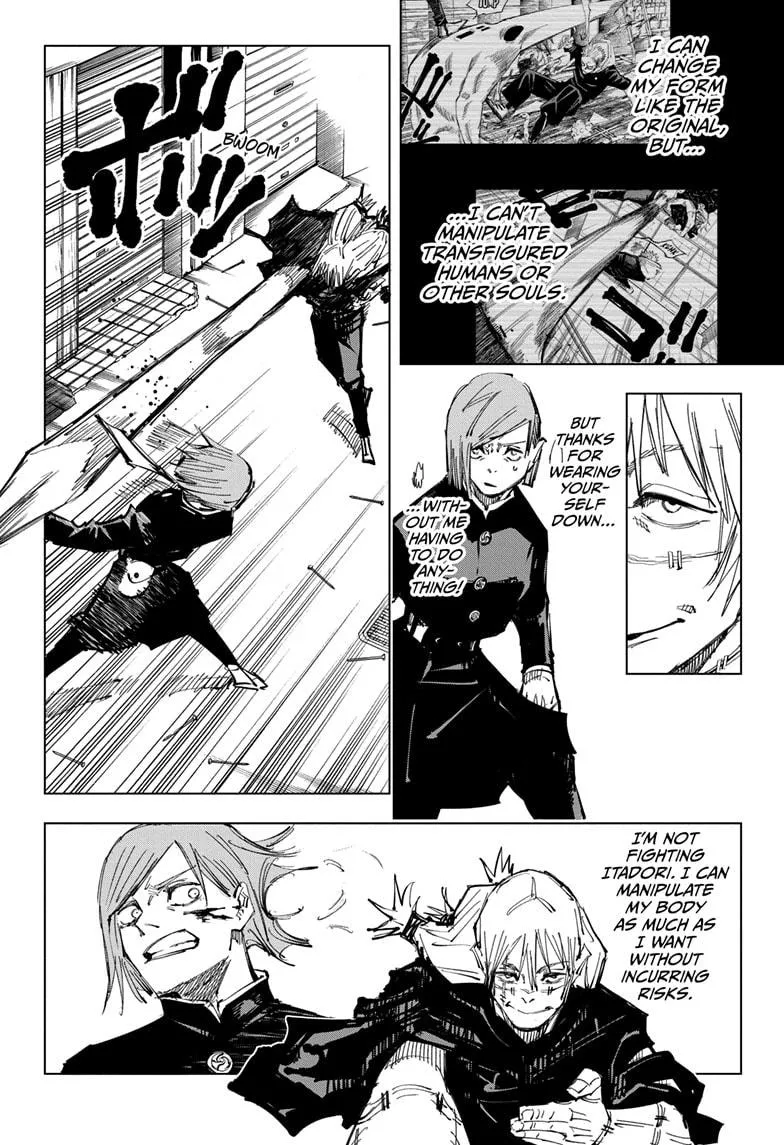 I CAN
CHANGE
MY FORM
LIKE THE
ORIGINAL,
BUT...
...I CAN'T
MANIPULATE
TRANSFIGURED
HUMANS OR
OTHER SOULS.
BWOOM
BUT
THANKS
FOR
WEARING
YOUR-
SELF
DOWN...
...WITH-
OUT ME
HAVING
TO DO
ANY-
THING!
I'M NOT
FIGHTING
ITADORI. I CAN
MANIPULATE
MY BODY
AS MUCH AS
I WANT
WITHOUT
INCURRING
RISKS.